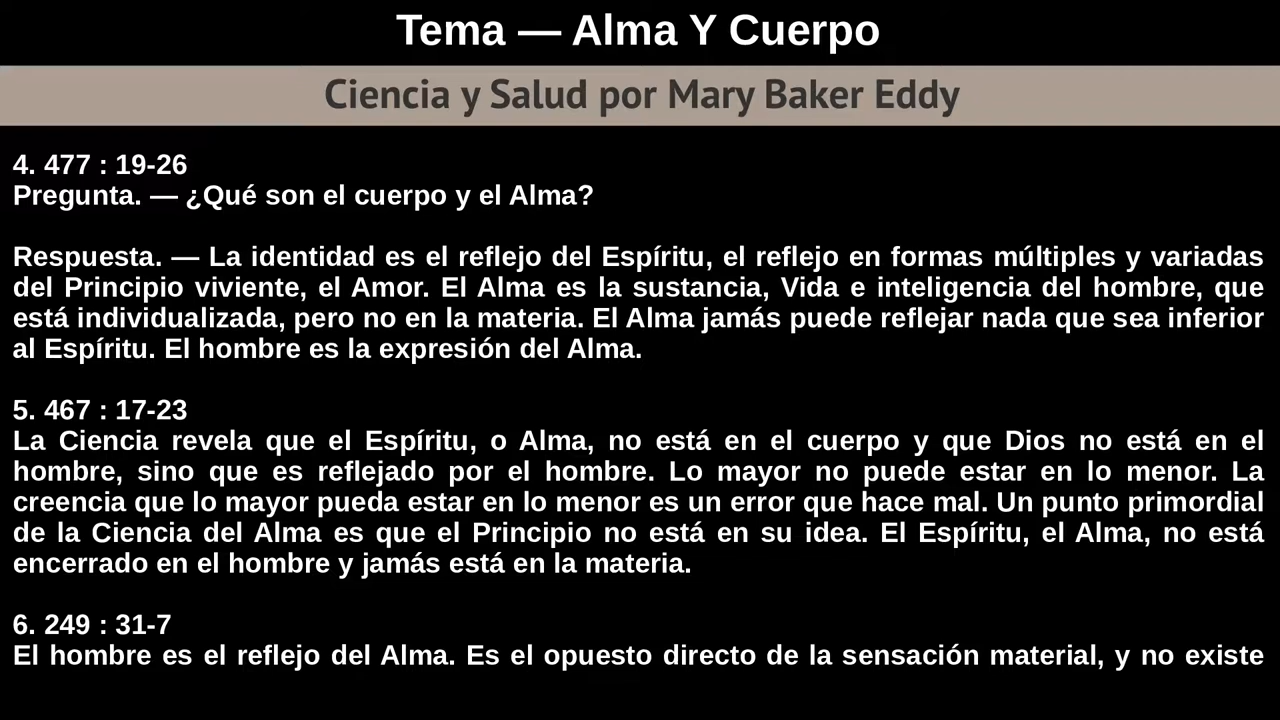 Tema — Alma Y Cuerpo
Ciencia y Salud por Mary Baker Eddy
4. 477 : 19-26
Pregunta. — ¿Qué son el cuerpo y el Alma?
Respuesta. — La identidad es el reflejo del Espíritu, el reflejo en formas múltiples y variadas
del Principio viviente, el Amor. El Alma es la sustancia, Vida e inteligencia del hombre, que
está individualizada, pero no en la materia. El Alma jamás puede reflejar nada que sea inferior
al Espíritu. El hombre es la expresión del Alma.
5. 467 : 17-23
La Ciencia revela que el Espíritu, o Alma, no está en el cuerpo y que Dios no está en el
hombre, sino que es reflejado por el hombre. Lo mayor no puede estar en lo menor. La
creencia que lo mayor pueda estar en lo menor es un error que hace mal. Un punto primordial
de la Ciencia del Alma es que el Principio no está en su idea. El Espíritu, el Alma, no está
encerrado en el hombre y jamás está en la materia.
6. 249 : 31-7
El hombre es el reflejo del Alma. Es el opuesto directo de la sensación material, y no existe